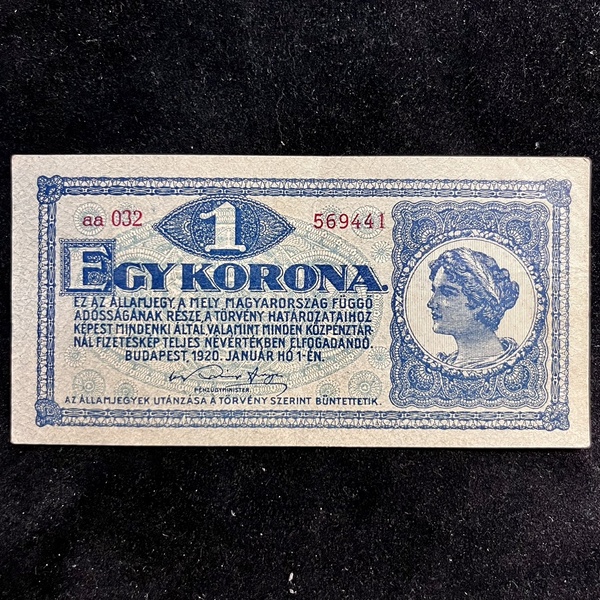 aa 032
1
569441
EGY KORONA.
EZ AZ ÁLLAMJEGY, A MELY MAGYARORSZÁG FÜGGŐ
ADÓSSÁGÁNAK RÉSZE A TÖRVÉNY HATÁROZATAIHOZ
KÉPEST MINDENKI ÁLTAL VALAMINT MINDEN KÖZPÉNZTÁR-
NÁL FIZETÉSKÉP TELJES NÉVÉRTÉKBEN ELFOGADANDÓ.
BUDAPEST, 1920. JANUÁR HÓ 1-ÉN.
PÉNZÜGYMINISTER.
AZ ÁLLAMJEGYEK UTÁNZÁSA A TÖRVÉNY SZERINT BÜNTETTETIK.